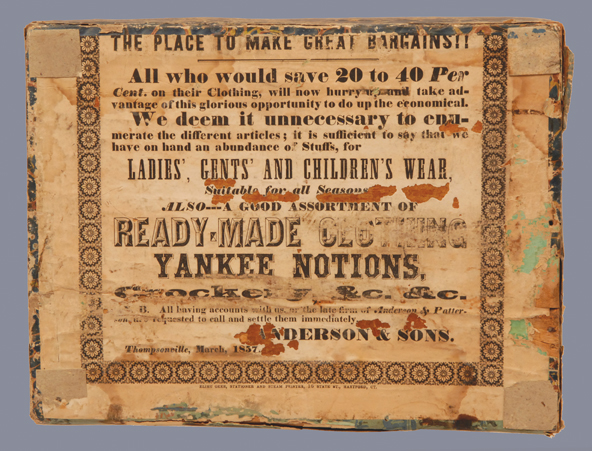 THE PLACE TO MAKE GREAT BARGAINS!!
All who would save 20 to 40 Per
Cent. on their Clothing, will now hurry up and take ad-
vantage of this glorious opportunity to do up the economical.
We deem it unnecessary to enu-
merate the different articles; it is sufficient to say that we
have on hand an abundance of Stuffs, for
LADIES', GENTS' AND CHILDREN'S WEAR,
Suitable for all Seasons
ALSO---A GOOD ASSORTMENT OF
READY-MADE CLOTHING
YANKEE NOTIONS,
Crockery, &c. &c.
B. All having accounts with us, or the late firm of Anderson & Patter-
son, are requested to call and settle them immediately
ANDERSON & SONS.
Thompsonville, March, 1857.
STATE ST., HARTFORD, CT.